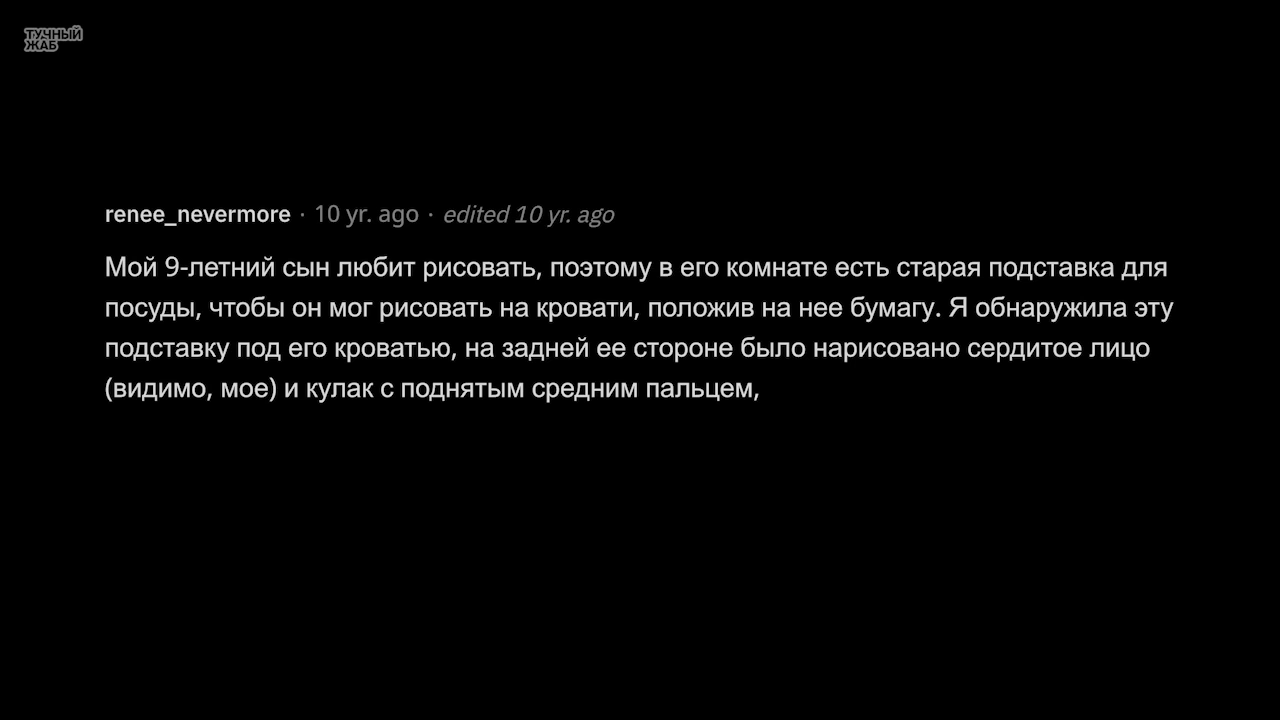 ТУЧНЫЙ
ЖАБ
renee_nevermore · 10 yr. ago · edited 10 yr. ago
Мой 9-летний сын любит рисовать, поэтому в его комнате есть старая подставка для
посуды, чтобы он мог рисовать на кровати, положив на нее бумагу. Я обнаружила эту
подставку под его кроватью, на задней ее стороне было нарисовано сердитое лицо
(видимо, мое) и кулак с поднятым средним пальцем,